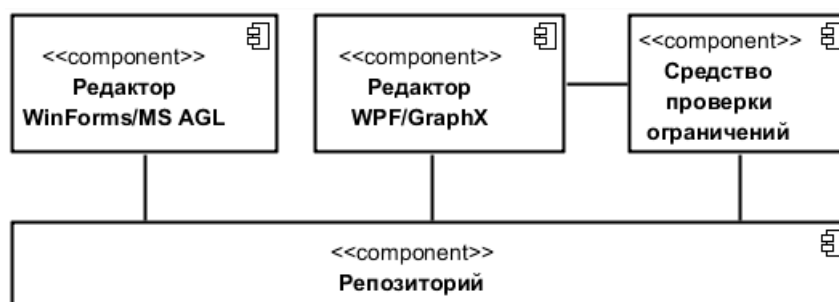 <<component>>
Редактор
WinForms/MS AGL
<<component>>
Редактор
WPF/GraphX
<<component>>
Средство
проверки
ограничений
<<component>>
Репозиторий